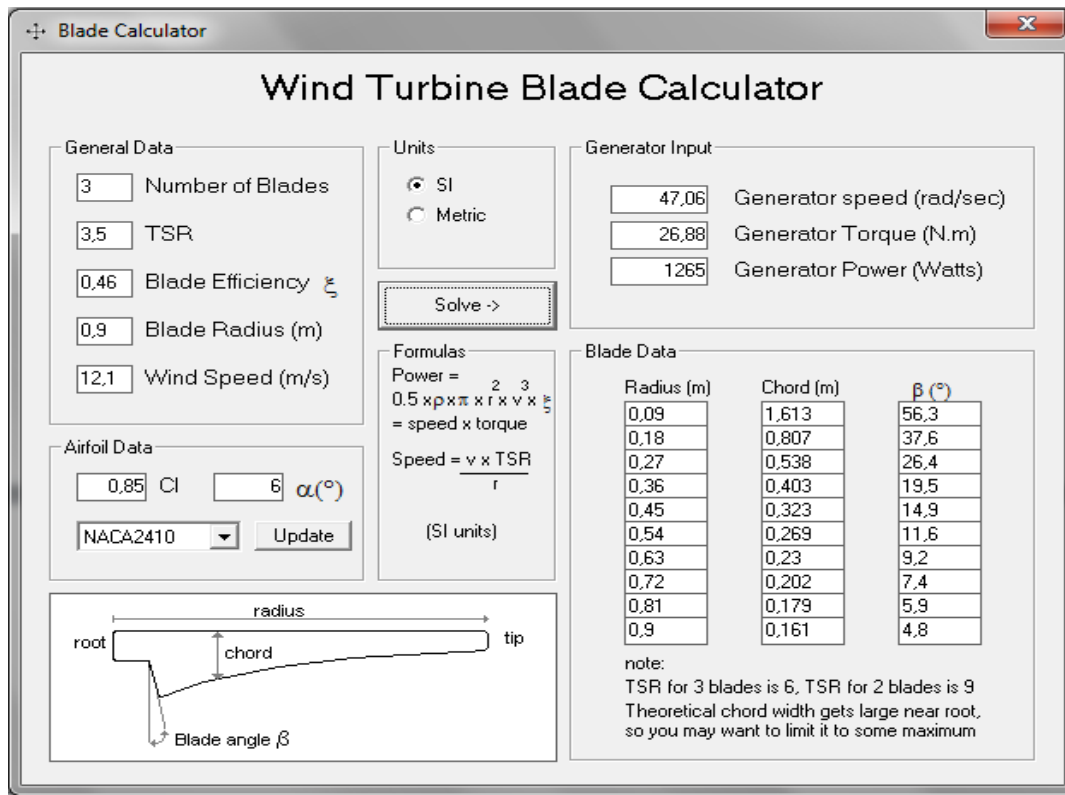 Blade Calculator
Wind Turbine Blade Calculator
General Data
3 Number of Blades
3,5 TSR
0,46 Blade Efficiency ξ
0,9 Blade Radius (m)
12,1 Wind Speed (m/s)
Airfoil Data
0,85 Cl 6 α(°)
NACA2410 Update
Units
SI
Metric
Solve ->
Formulas
Power =
2 3
0.5 xρxπ x r x v x ξ
= speed x torque
Speed = v x TSR
r
(SI units)
Generator Input
47,06 Generator speed (rad/sec)
26,88 Generator Torque (N.m)
1265 Generator Power (Watts)
Blade Data
Radius (m) Chord (m) β (°)
0,09 1,613 56,3
0,18 0,807 37,6
0,27 0,538 26,4
0,36 0,403 19,5
0,45 0,323 14,9
0,54 0,269 11,6
0,63 0,23 9,2
0,72 0,202 7,4
0,81 0,179 5,9
0,9 0,161 4,8
note:
TSR for 3 blades is 6, TSR for 2 blades is 9
Theoretical chord width gets large near root,
so you may want to limit it to some maximum
radius
root tip
chord
Blade angle β